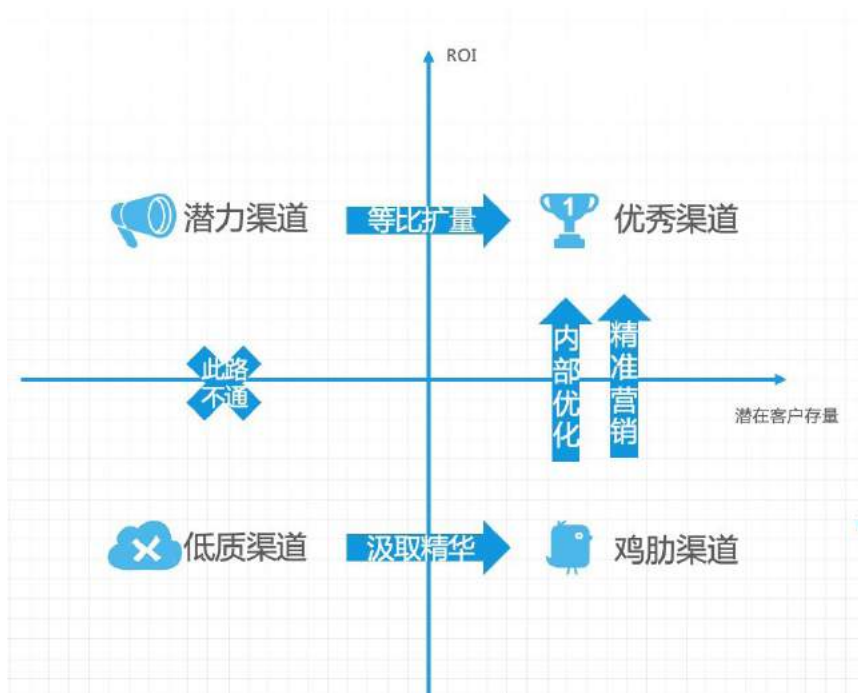 ROI
潜力渠道
等比扩量
1
优秀渠道
此路
不通
内部优化
精准营销
潜在客户存量
低质渠道
汲取精华
鸡肋渠道